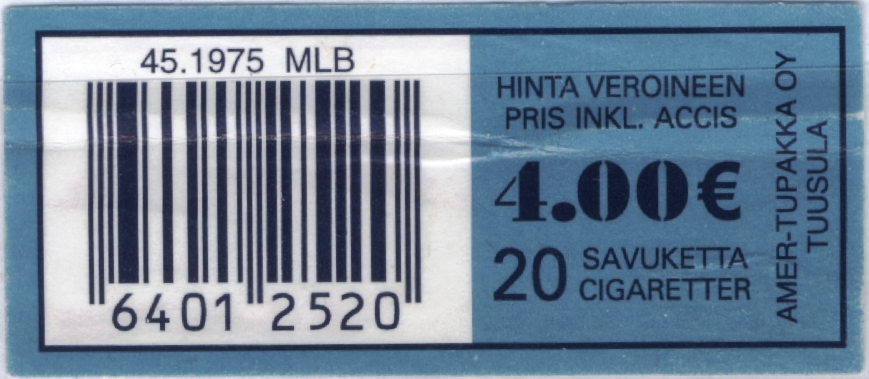 45.1975 MLB
6401 2520
HINTA VEROINEEN
PRIS INKL. ACCIS
4.00€
20 SAVUKETTA
CIGARETTER
AMER-TUPAKKA OY
TUUSULA